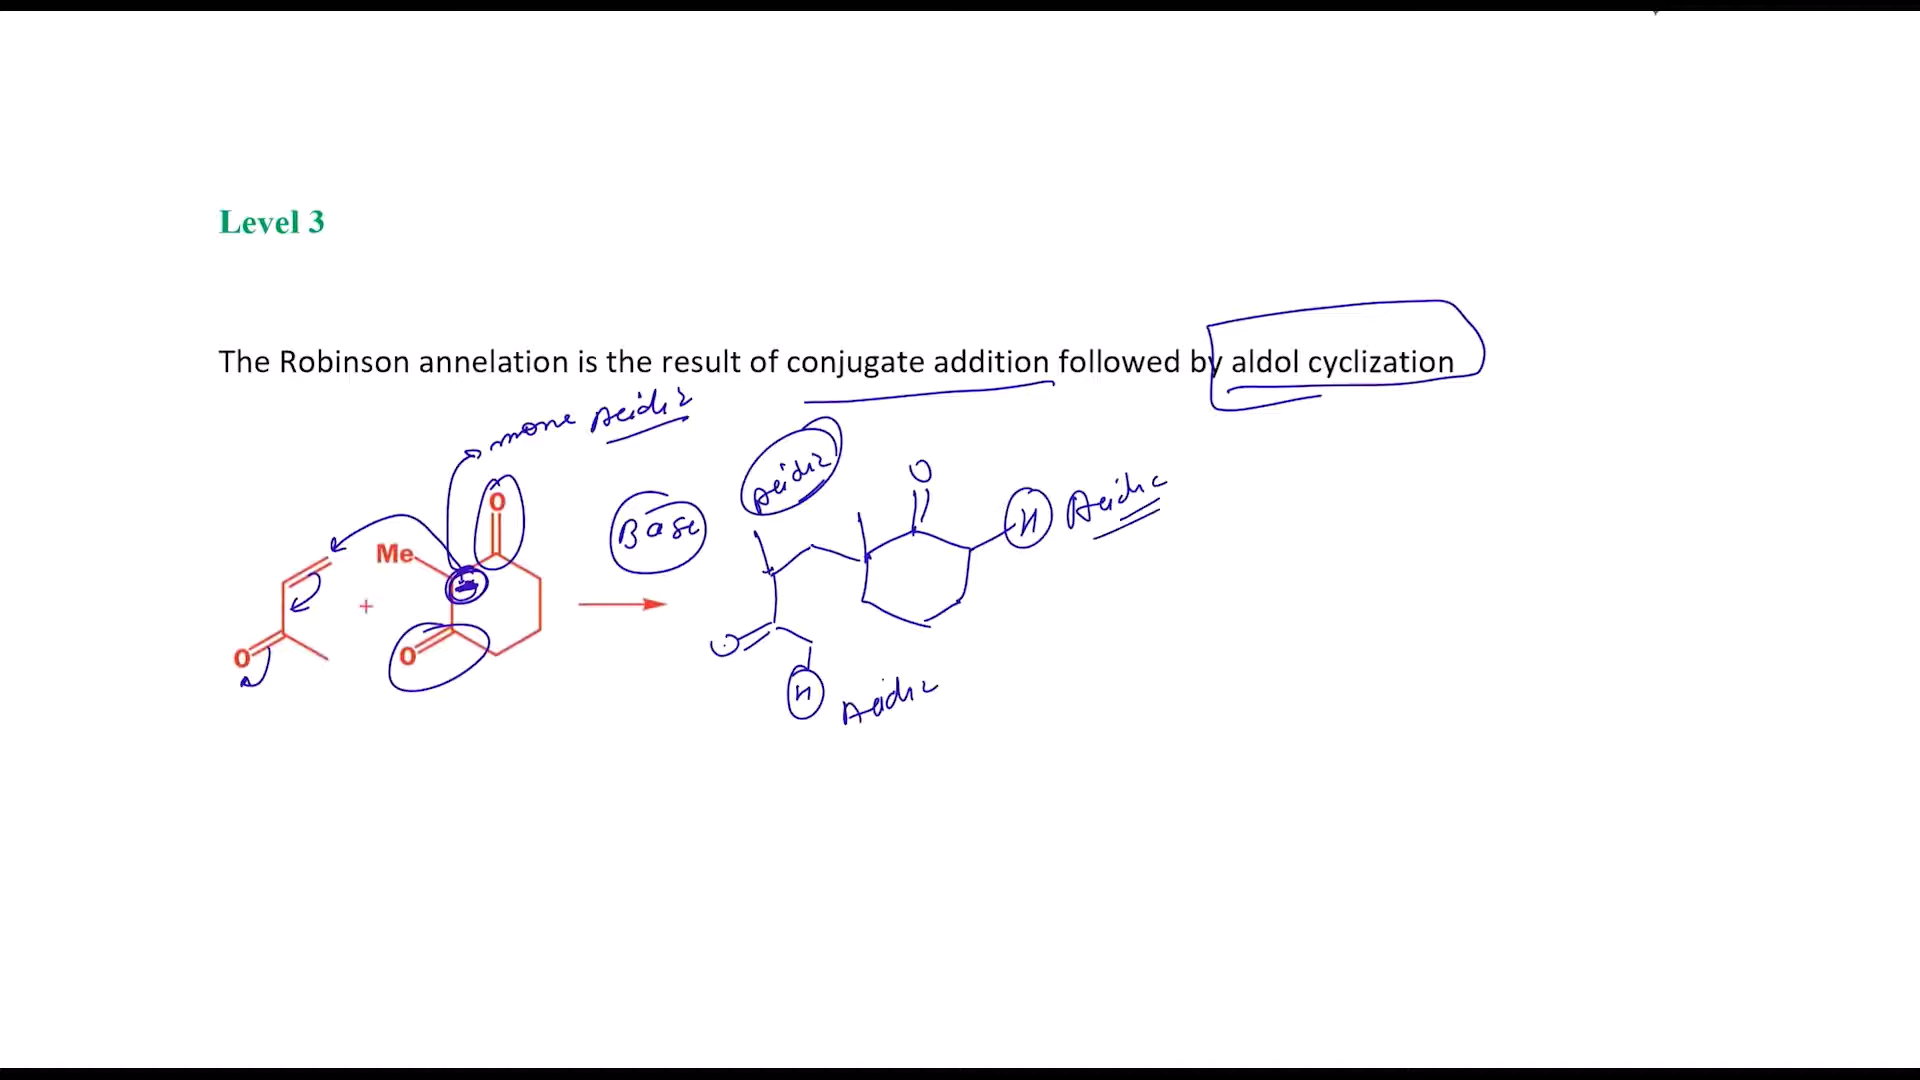 Level 3
The Robinson annelation is the result of conjugate addition followed by aldol cyclization
more Acidic
Acidic
O
H Acidic
O
Base
Me
+
O
O
O
H
Acidic